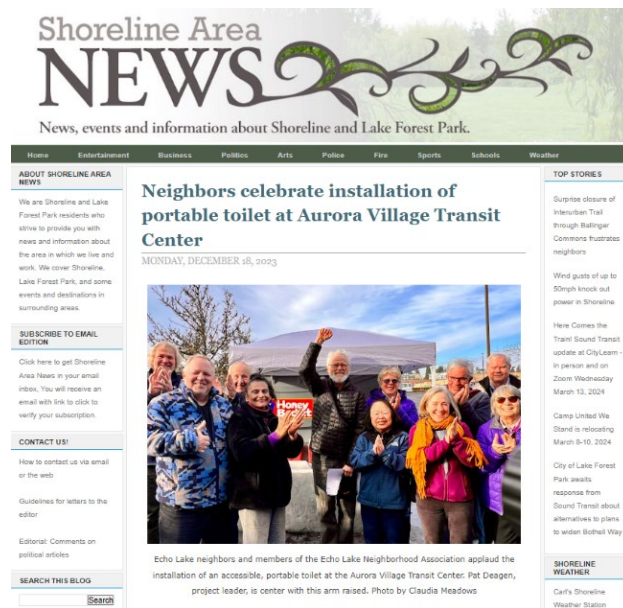 Shoreline Area
NEWS
News, events and information about Shoreline and Lake Forest Park.
Home Entertainment Business Politics Arts Police Fire Sports Schools Weather
ABOUT SHORELINE AREA
NEWS
We are Shoreline and Lake
Forest Park residents who
strive to provide you with
news and information about
the area in which we live and
work. We cover Shoreline,
Lake Forest Park, and some
events and destinations in
surrounding areas.
SUBSCRIBE TO EMAIL
EDITION
Click here to get Shoreline
Area News in your email
inbox. You will receive an
email with link to click to
verify your subscription.
CONTACT US!
How to contact us via email
or the web
Guidelines for letters to the
editor
Editorial: Comments on
political articles
SEARCH THIS BLOG
Search
Neighbors celebrate installation of
portable toilet at Aurora Village Transit
Center
MONDAY, DECEMBER 18, 2023
Honey
Bucket
Echo Lake neighbors and members of the Echo Lake Neighborhood Association applaud the
installation of an accessible, portable toilet at the Aurora Village Transit Center. Pat Deagen,
project leader, is center with this arm raised. Photo by Claudia Meadows
TOP STORIES
Surprise closure of
Interurban Trail
through Ballinger
Commons frustrates
neighbors
Wind gusts of up to
50mph knock out
power in Shoreline
Here Comes the
Train! Sound Transit
update at CityLearn -
in person and on
Zoom Wednesday
March 13, 2024
Camp United We
Stand is relocating
March 8-10, 2024
City of Lake Forest
Park awaits
response from
Sound Transit about
alternatives to plans
to widen Bothell Way
SHORELINE
WEATHER
Carl's Shoreline
Weather Station